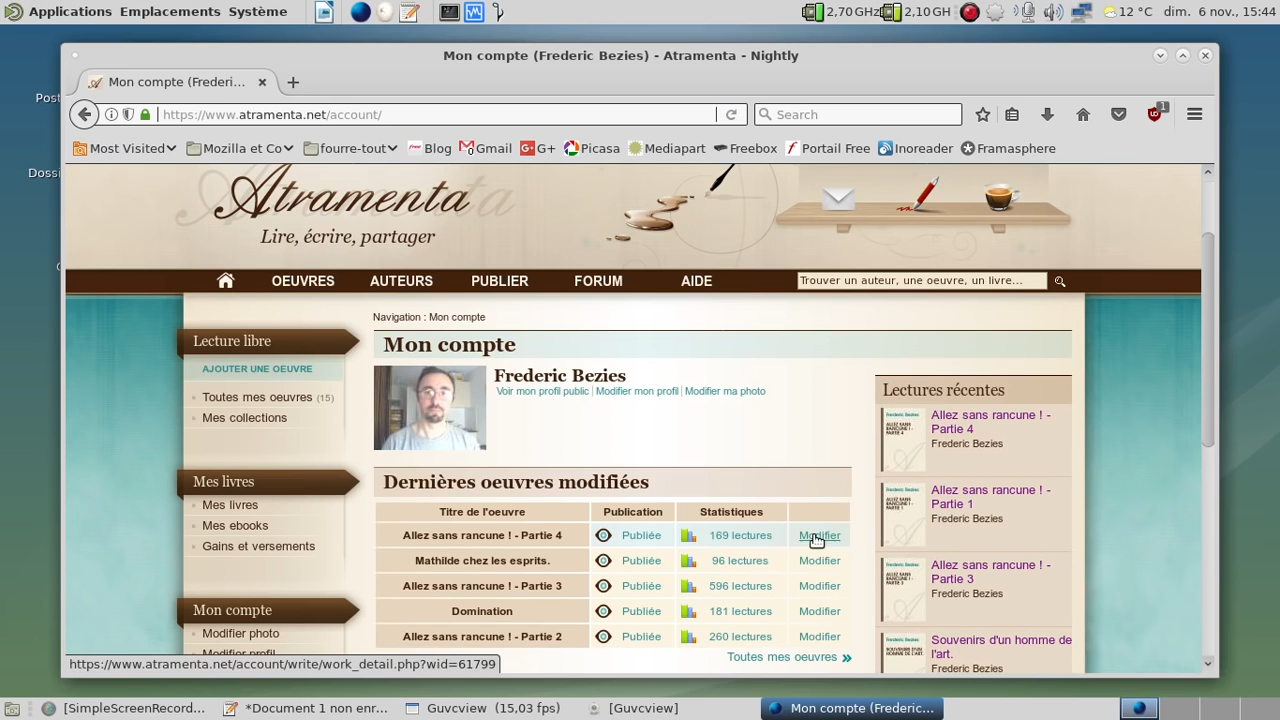 Applications Emplacements Système
2,70 GHz
2,10 GH
12 °C
dim. 6 nov., 15:44
Post
Dossi
Mon compte (Frederic Bezies) - Atramenta - Nightly
Mon compte (Frederi...
https://www.atramenta.net/account/
Search
1
Most Visited
Mozilla et Co
fourre-tout
Blog
Gmail
G+
Picasa
Mediapart
Freebox
Portail Free
Inoreader
Framasphere
Atramenta
Lire, écrire, partager
OEUVRES
AUTEURS
PUBLIER
FORUM
AIDE
Trouver un auteur, une oeuvre, un livre...
Navigation : Mon compte
Lecture libre
AJOUTER UNE OEUVRE
Toutes mes oeuvres (15)
Mes collections
Mes livres
Mes livres
Mes ebooks
Gains et versements
Mon compte
Modifier photo
Modifier profil
Mon compte
Frederic Bezies
Voir mon profil public | Modifier mon profil | Modifier ma photo
Dernières oeuvres modifiées
Titre de l'oeuvre Publication Statistiques
Allez sans rancune ! - Partie 4 Publiée 169 lectures Modifier
Mathilde chez les esprits. Publiée 96 lectures Modifier
Allez sans rancune ! - Partie 3 Publiée 596 lectures Modifier
Domination Publiée 181 lectures Modifier
Allez sans rancune ! - Partie 2 Publiée 260 lectures Modifier
Toutes mes oeuvres
Lectures récentes
Allez sans rancune ! -
Partie 4
Frederic Bezies
Allez sans rancune ! -
Partie 1
Frederic Bezies
Allez sans rancune ! -
Partie 3
Frederic Bezies
Souvenirs d'un homme de
l'art.
Frederic Bezies
https://www.atramenta.net/account/write/work_detail.php?wid=61799
[SimpleScreenRecord...
*Document 1 non enr...
Guvcview (15,03 fps)
[Guvcview]
Mon compte (Frederic...